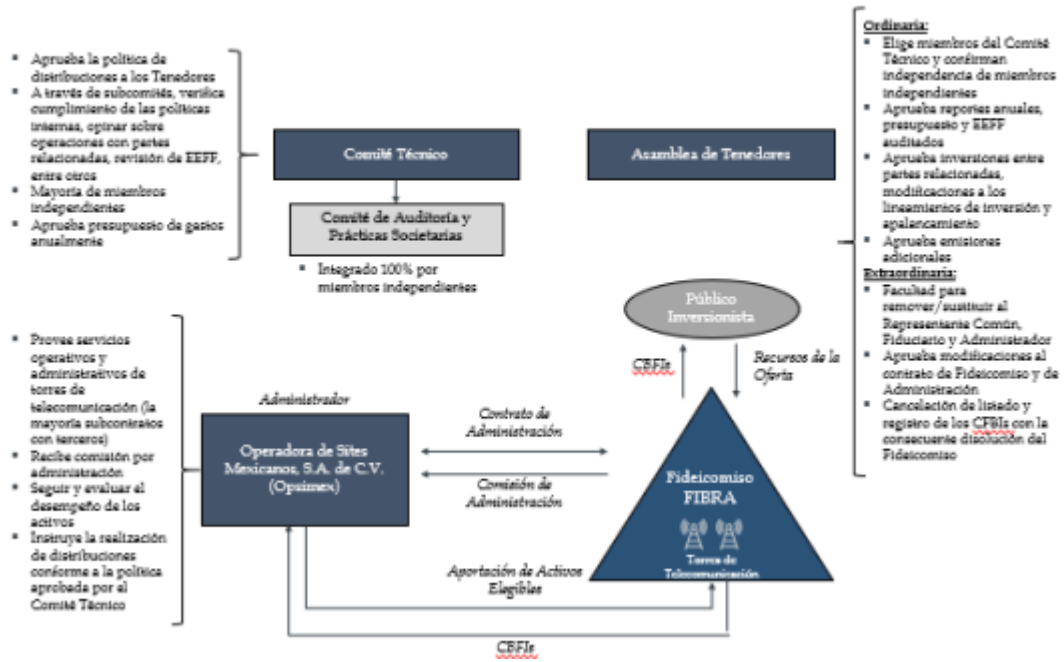 ▪ Aprueba la política de
distribuciones a los Tenedores
▪ A través de subcomités, verifica
cumplimiento de las políticas
internas, opinar sobre
operaciones con partes
relacionadas, revisión de EEFF,
entre otros
▪ Mayoría de miembros
independientes
▪ Aprueba presupuesto de gastos
anualmente
Comité Técnico
Comité de Auditoría y
Prácticas Societarias
▪ Integrado 100% por
miembros independientes
Asamblea de Tenedores
Ordinaria:
▪ Elige miembros del Comité
Técnico y confirman
independencia de miembros
independientes
▪ Aprueba reportes anuales,
presupuesto y EEFF
auditados
▪ Aprueba inversiones entre
partes relacionadas,
modificaciones a los
lineamientos de inversión y
apalancamiento
▪ Aprueba emisiones
adicionales
Extraordinaria:
▪ Facultad para
remover/sustituir al
Representante Común,
Fiduciario y Administrador
▪ Aprueba modificaciones al
contrato de Fideicomiso y de
Administración
▪ Cancelación de listado y
registro de los CFBIs con la
consecuente disolución del
Fideicomiso
Público
Inversionista
CBFIs
Recursos de la
Oferta
▪ Provee servicios
operativos y
administrativos de
torres de
telecomunicación (la
mayoría subcontratos
con terceros)
▪ Recibe comisión por
administración
▪ Seguir y evaluar el
desempeño de los
activos
▪ Instruye la realización
de distribuciones
conforme a la política
aprobada por el
Comité Técnico
Administrador
Operadora de Sites
Mexicanos, S.A. de C.V.
(Opsimex)
Contrato de
Administración
Comisión de
Administración
Fideicomiso
FIBRA
Torres de
Telecomunicación
Aportación de Activos
Elegibles
CBFIs